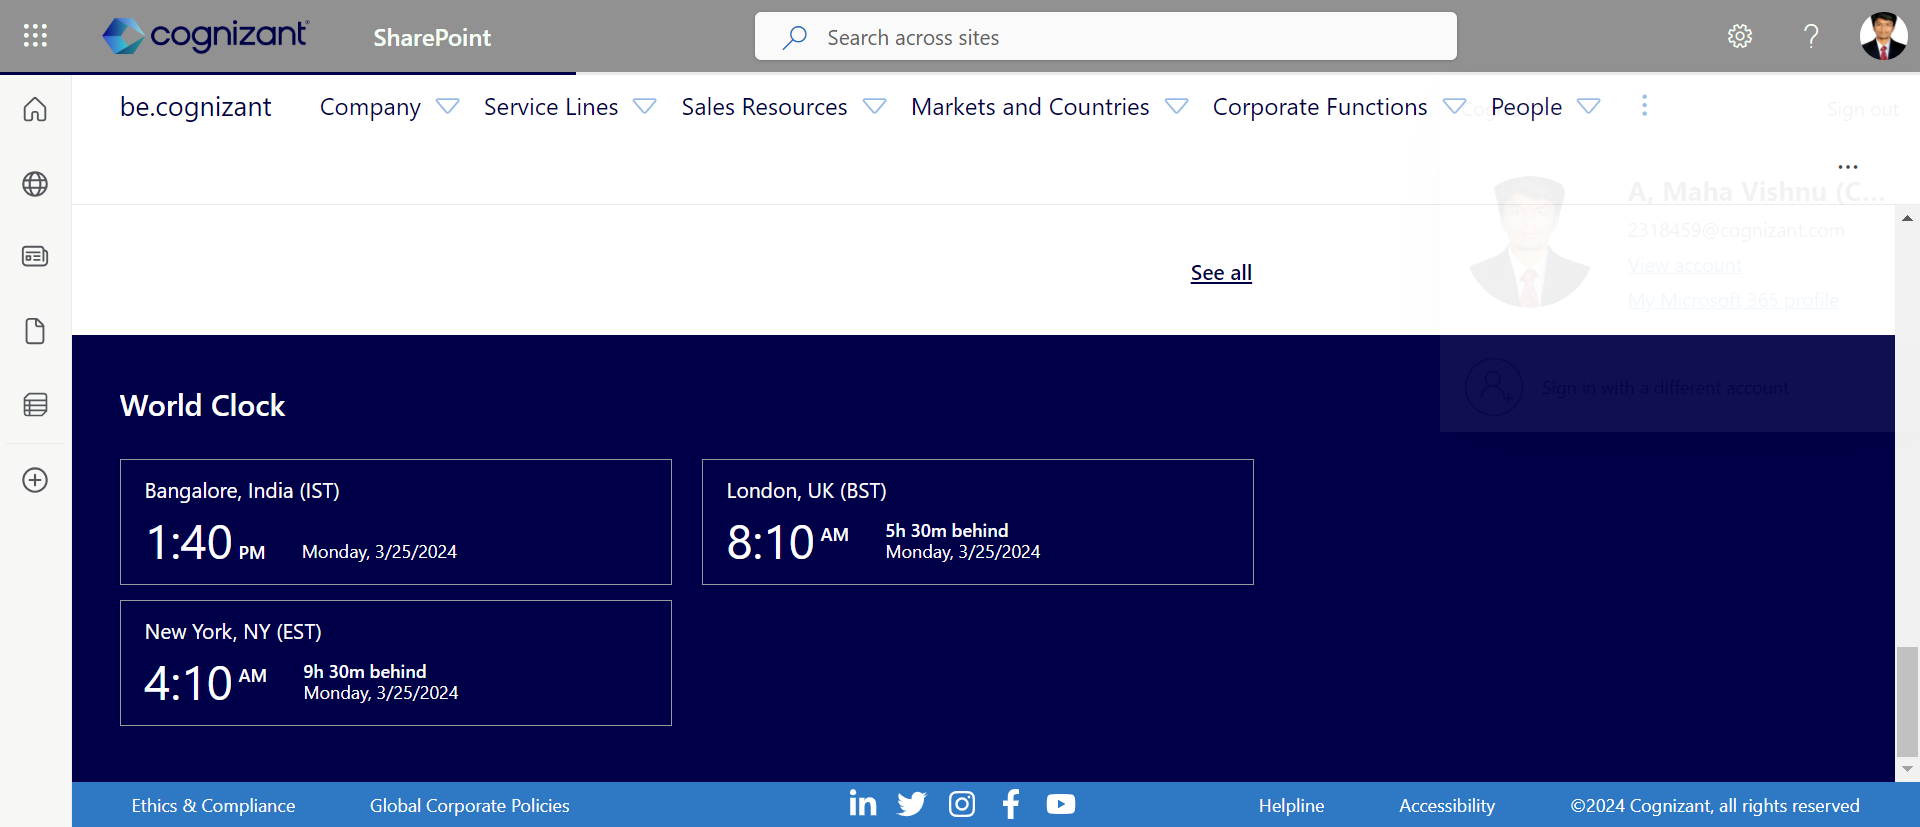 cognizant
SharePoint
Search across sites
be.cognizant
Company
Service Lines
Sales Resources
Markets and Countries
Corporate Functions
People
Sign out
A, Maha Vishnu (C...
2318459@cognizant.com
View account
My Microsoft 365 profile
See all
Sign in with a different account
World Clock
Bangalore, India (IST)
1:40 PM Monday, 3/25/2024
London, UK (BST)
8:10 AM 5h 30m behind
Monday, 3/25/2024
New York, NY (EST)
4:10 AM 9h 30m behind
Monday, 3/25/2024
Ethics & Compliance
Global Corporate Policies
Helpline
Accessibility
©2024 Cognizant, all rights reserved